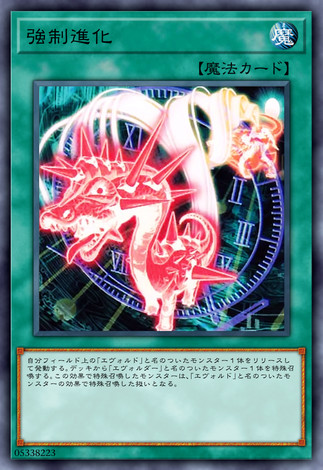 強制進化
魔
【魔法カード】
XII
I
II
III
自分フィールド上の「エヴォルド」と名のついたモンスター１体をリリースし
て発動する。デッキから「エヴォルダー」と名のついたモンスター１体を特殊召
喚する。この効果で特殊召喚したモンスターは、「エヴォルド」と名のついたモ
ンスターの効果で特殊召喚した扱いとなる。
05338223